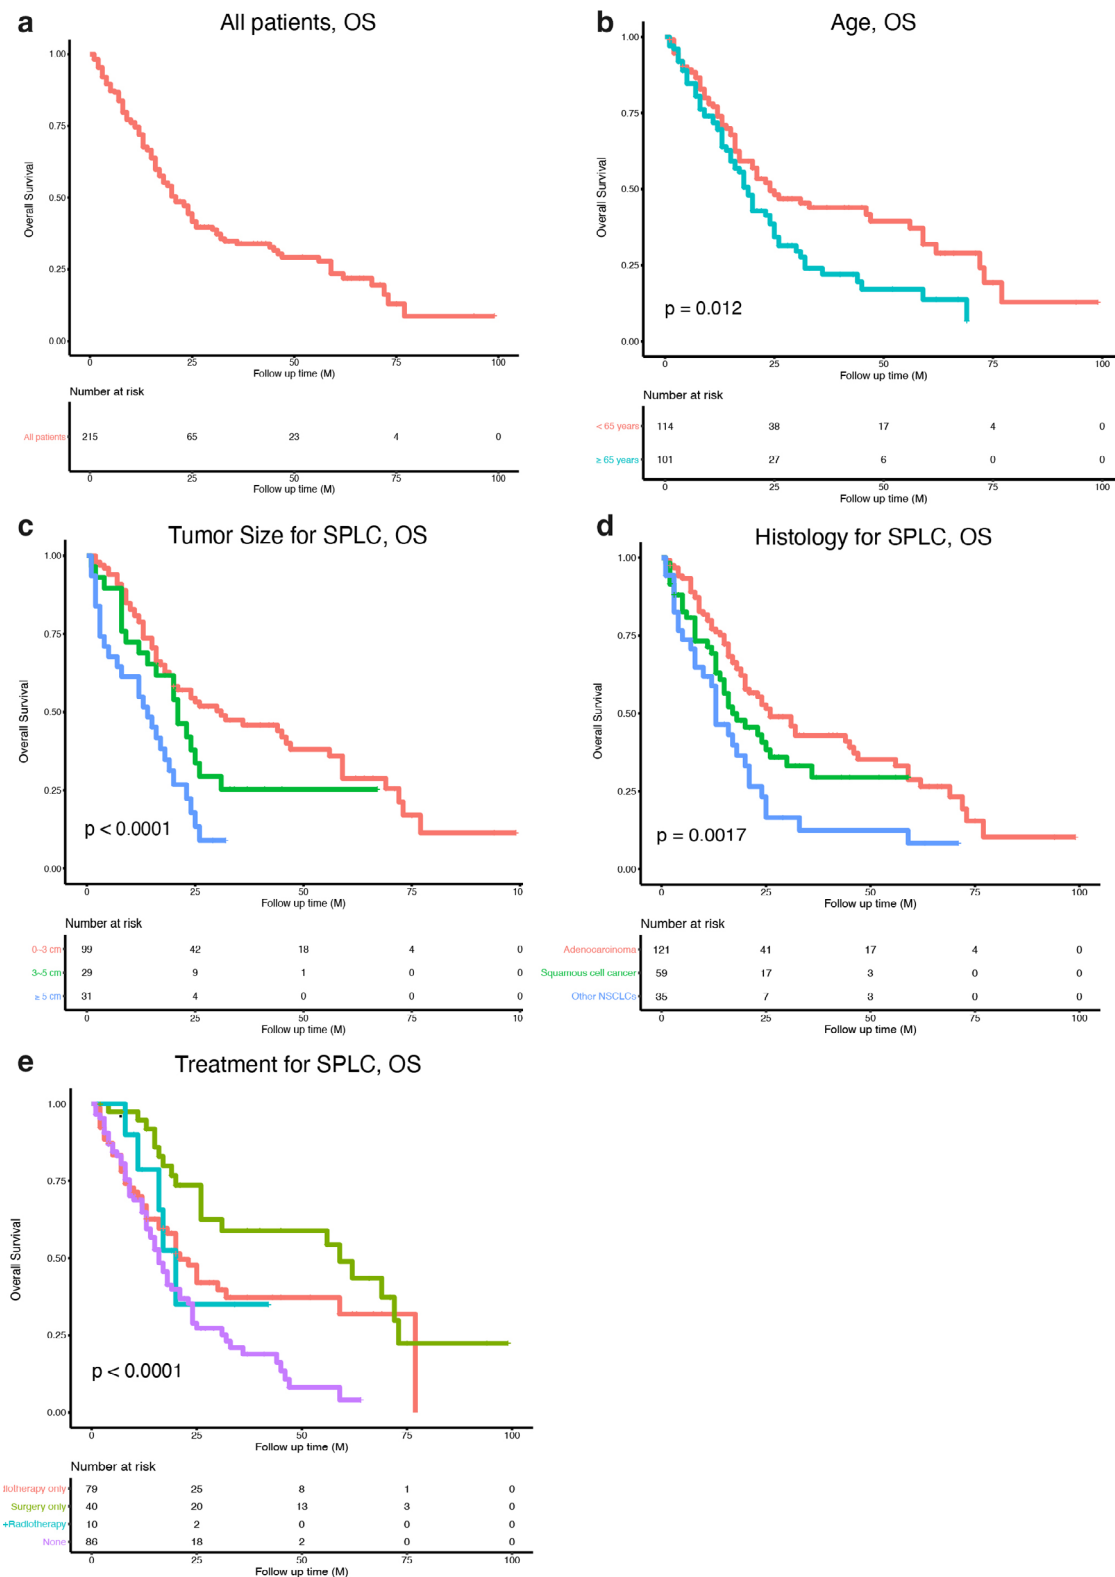 a
All patients, OS
1.00
0.75
0.50
0.25
0.00
Overall Survival
0 25 50 75 100
Follow up time (M)
Number at risk
All patients 215 65 23 4 0
0 25 50 75 100
Follow up time (M)
b
Age, OS
1.00
0.75
0.50
0.25
0.00
Overall Survival
p = 0.012
0 25 50 75 100
Follow up time (M)
Number at risk
< 65 years 114 38 17 4 0
≥ 65 years 101 27 6 0 0
0 25 50 75 100
Follow up time (M)
c
Tumor Size for SPLC, OS
1.00
0.75
0.50
0.25
0.00
Overall Survival
p < 0.0001
0 25 50 75 10
Follow up time (M)
Number at risk
0~3 cm 99 42 18 4 0
3~5 cm 29 9 1 0 0
≥ 5 cm 31 4 0 0 0
0 25 50 75 10
Follow up time (M)
d
Histology for SPLC, OS
1.00
0.75
0.50
0.25
0.00
Overall Survival
p = 0.0017
0 25 50 75 100
Follow up time (M)
Number at risk
Adenocarcinoma 121 41 17 4 0
Squamous cell cancer 59 17 3 0 0
Other NSCLCs 35 7 3 0 0
0 25 50 75 100
Follow up time (M)
e
Treatment for SPLC, OS
1.00
0.75
0.50
0.25
0.00
Overall Survival
p < 0.0001
0 25 50 75 100
Follow up time (M)
Number at risk
only 79 25 8 1 0
Surgery only 40 20 13 3 0
+Radiotherapy 10 2 0 0 0
None 86 18 2 0 0
0 25 50 75 100
Follow up time (M)